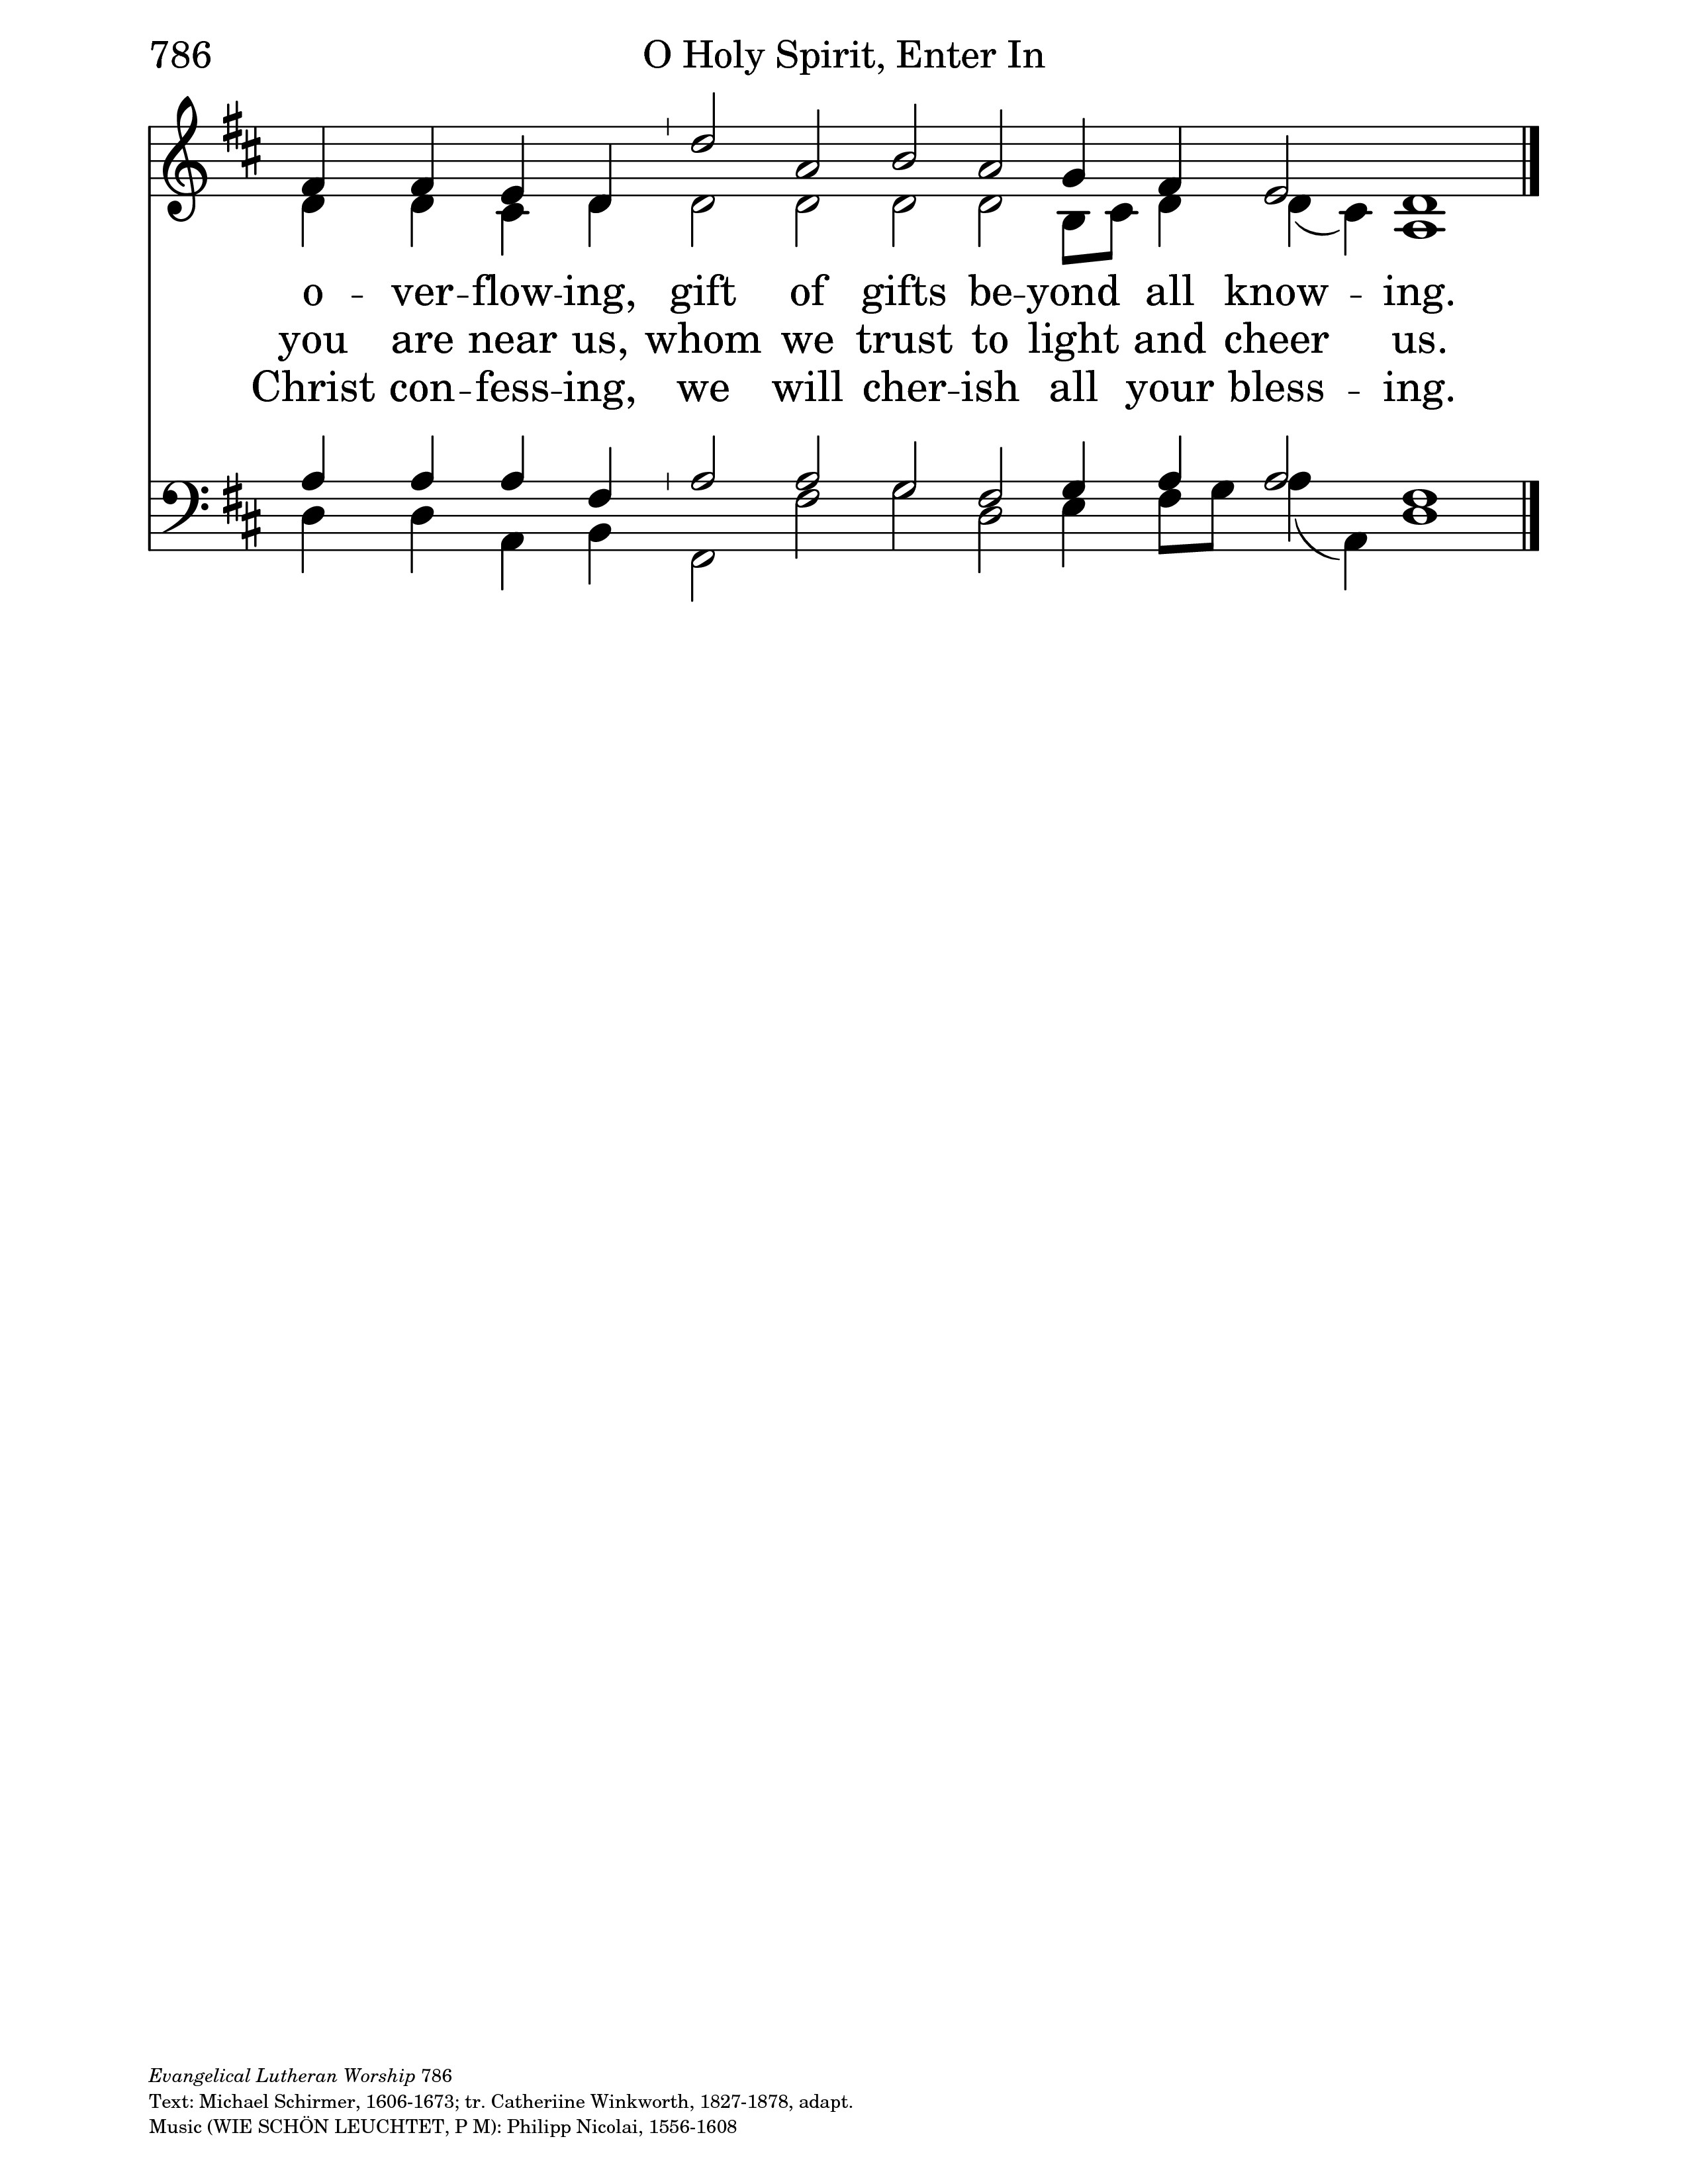 786 O Holy Spirit, Enter In
o - ver - flow - ing, gift of gifts be - yond all know - ing.
you are near us, whom we trust to light and cheer us.
Christ con - fess - ing, we will cher - ish all your bless - ing.
Evangelical Lutheran Worship 786
Text: Michael Schirmer, 1606-1673; tr. Catheriine Winkworth, 1827-1878, adapt.
Music (WIE SCHÖN LEUCHTET, P M): Philipp Nicolai, 1556-1608